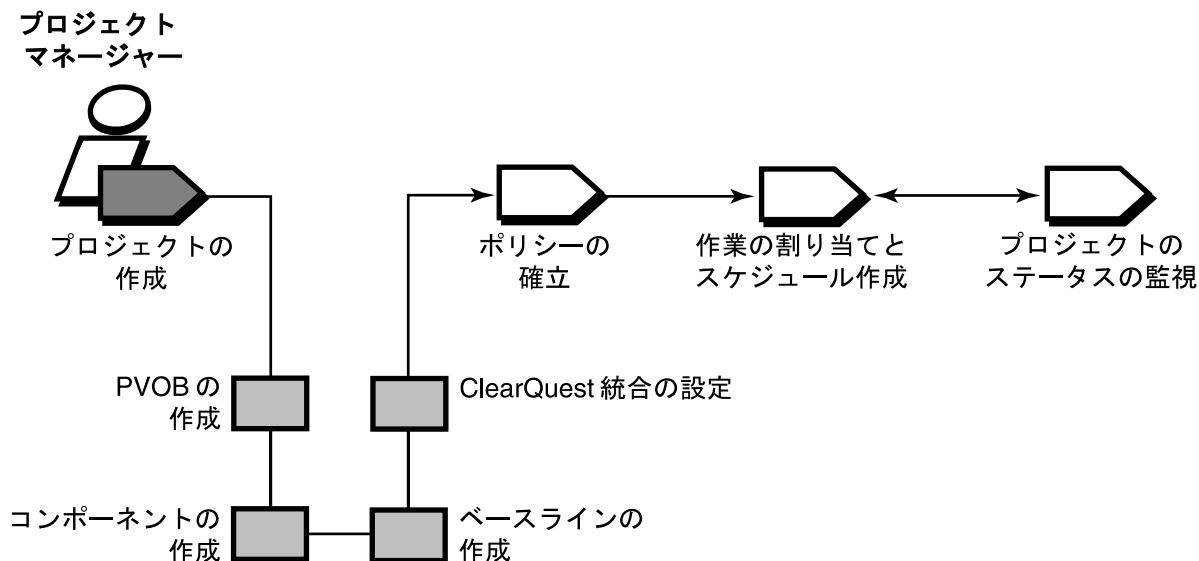 プロジェクト
マネージャー
プロジェクトの
作成
ポリシーの
確立
作業の割り当てと
スケジュール作成
プロジェクトの
ステータスの監視
PVOB の
作成
ClearQuest 統合の設定
コンポーネントの
作成
ベースラインの
作成